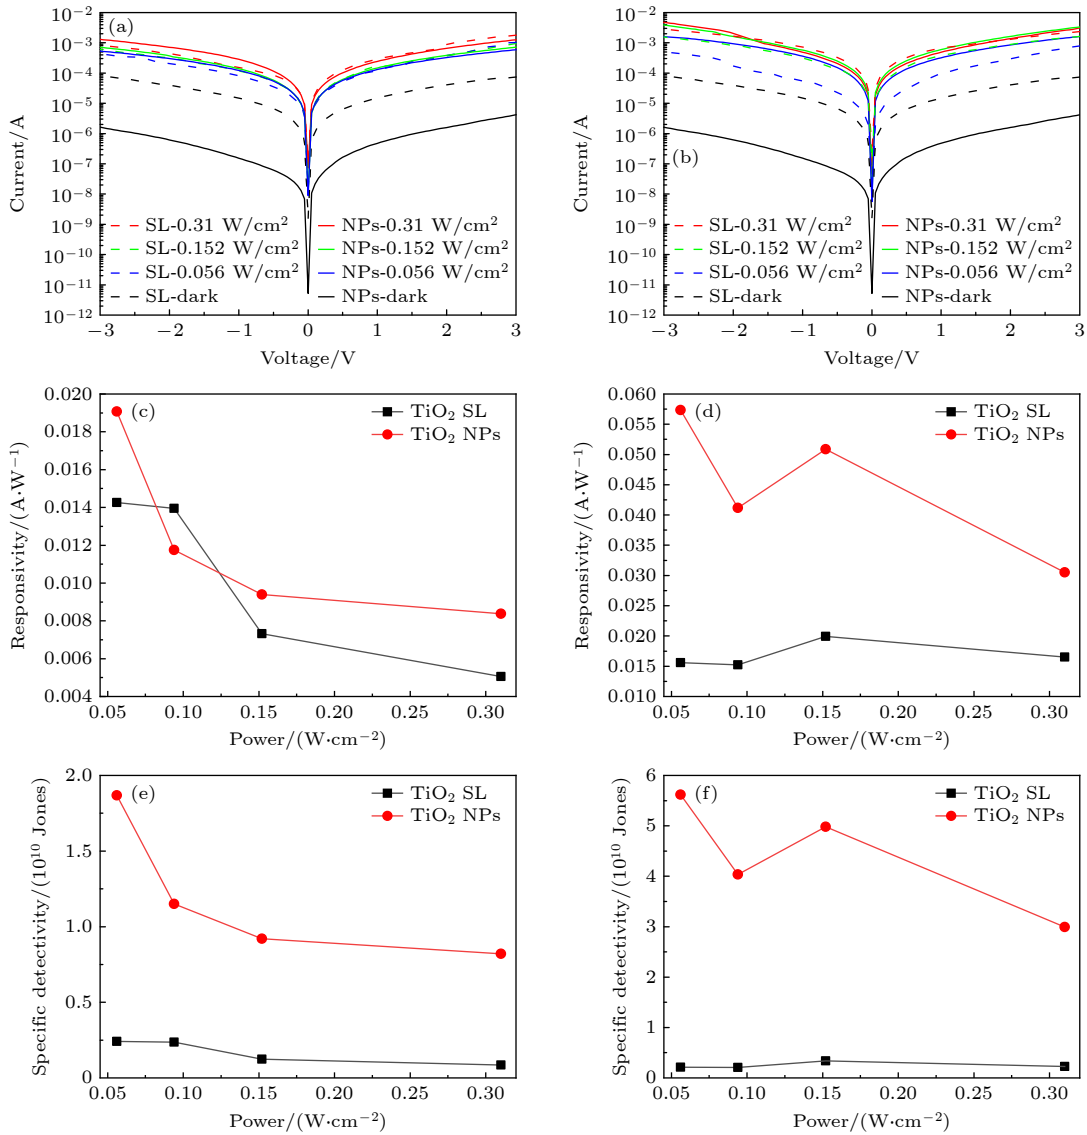 (a)
Current/A
10⁻²
10⁻³
10⁻⁴
10⁻⁵
10⁻⁶
10⁻⁷
10⁻⁸
10⁻⁹
10⁻¹⁰
10⁻¹¹
10⁻¹²
SL-0.31 W/cm² NPs-0.31 W/cm²
SL-0.152 W/cm² NPs-0.152 W/cm²
SL-0.056 W/cm² NPs-0.056 W/cm²
SL-dark NPs-dark
−3 −2 −1 0 1 2 3
Voltage/V
(b)
Current/A
10⁻²
10⁻³
10⁻⁴
10⁻⁵
10⁻⁶
10⁻⁷
10⁻⁸
10⁻⁹
10⁻¹⁰
10⁻¹¹
10⁻¹²
SL-0.31 W/cm² NPs-0.31 W/cm²
SL-0.152 W/cm² NPs-0.152 W/cm²
SL-0.056 W/cm² NPs-0.056 W/cm²
SL-dark NPs-dark
−3 −2 −1 0 1 2 3
Voltage/V
(c)
Responsivity/(A·W⁻¹)
0.020
0.018
0.016
0.014
0.012
0.010
0.008
0.006
0.004
TiO₂ SL
TiO₂ NPs
0.05 0.10 0.15 0.20 0.25 0.30
Power/(W·cm⁻²)
(d)
Responsivity/(A·W⁻¹)
0.060
0.055
0.050
0.045
0.040
0.035
0.030
0.025
0.020
0.015
0.010
TiO₂ SL
TiO₂ NPs
0.05 0.10 0.15 0.20 0.25 0.30
Power/(W·cm⁻²)
(e)
Specific detectivity/(10¹⁰ Jones)
2.0
1.5
1.0
0.5
0
TiO₂ SL
TiO₂ NPs
0.05 0.10 0.15 0.20 0.25 0.30
Power/(W·cm⁻²)
(f)
Specific detectivity/(10¹⁰ Jones)
6
5
4
3
2
1
0
TiO₂ SL
TiO₂ NPs
0.05 0.10 0.15 0.20 0.25 0.30
Power/(W·cm⁻²)